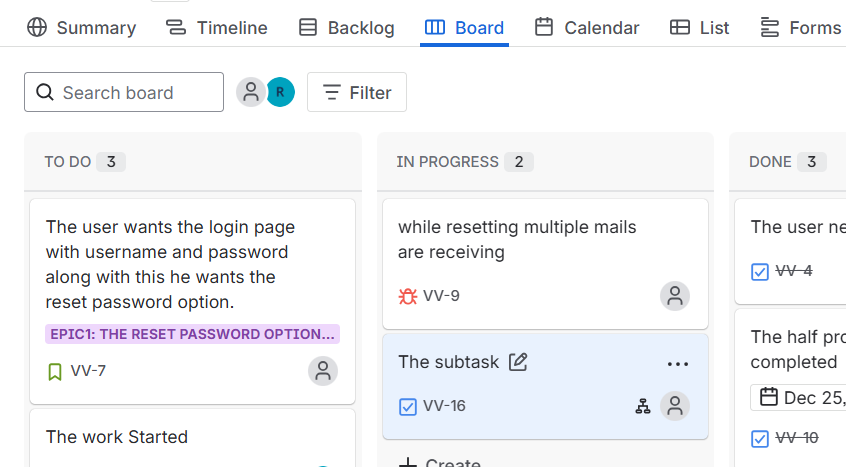 Summary Timeline Backlog Board Calendar List Forms
Search board R Filter
TO DO 3
The user wants the login page
with username and password
along with this he wants the
reset password option.
EPIC1: THE RESET PASSWORD OPTION...
VV-7
The work Started
IN PROGRESS 2
while resetting multiple mails
are receiving
VV-9
The subtask
VV-16
Create
DONE 3
The user ne
VV-4
The half pro
completed
Dec 25,
VV-10